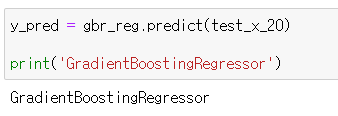 y_pred = gbr_reg.predict(test_x_20)
print('GradientBoostingRegressor')
GradientBoostingRegressor